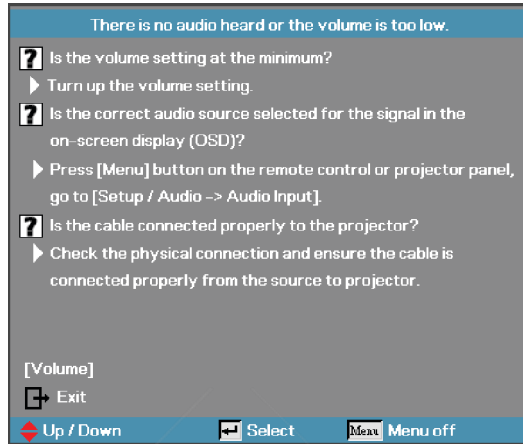 There is no audio heard or the volume is too low.
? Is the volume setting at the minimum?
Turn up the volume setting.
? Is the correct audio source selected for the signal in the
on-screen display (OSD)?
Press [Menu] button on the remote control or projector panel,
go to [Setup / Audio -> Audio Input].
? Is the cable connected properly to the projector?
Check the physical connection and ensure the cable is
connected properly from the source to projector.
[Volume]
Exit
Up / Down Select Menu Menu off